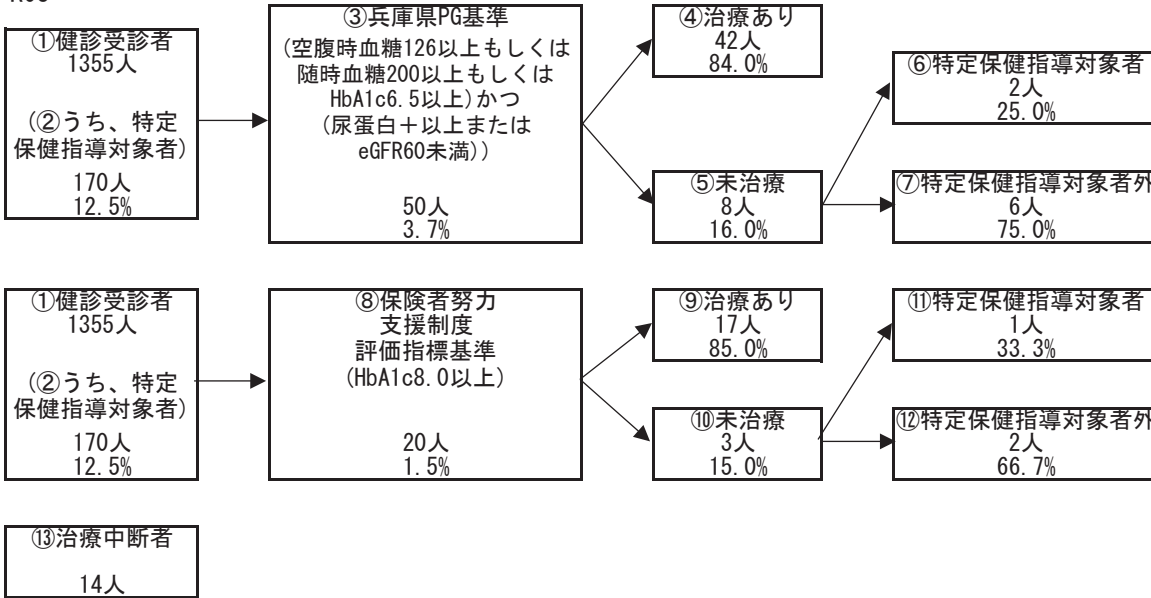 ①健診受診者
1355人
(②うち、特定
保健指導対象者)
170人
12.5%
③兵庫県PG基準
(空腹時血糖126以上もしくは
随時血糖200以上もしくは
HbA1c6.5以上)かつ
(尿蛋白＋以上または
eGFR60未満))
50人
3.7%
④治療あり
42人
84.0%
⑤未治療
8人
16.0%
⑥特定保健指導対象者
2人
25.0%
⑦特定保健指導対象者外
6人
75.0%
①健診受診者
1355人
(②うち、特定
保健指導対象者)
170人
12.5%
⑧保険者努力
支援制度
評価指標基準
(HbA1c8.0以上)
20人
1.5%
⑨治療あり
17人
85.0%
⑩未治療
3人
15.0%
⑪特定保健指導対象者
1人
33.3%
⑫特定保健指導対象者外
2人
66.7%
⑬治療中断者
14人